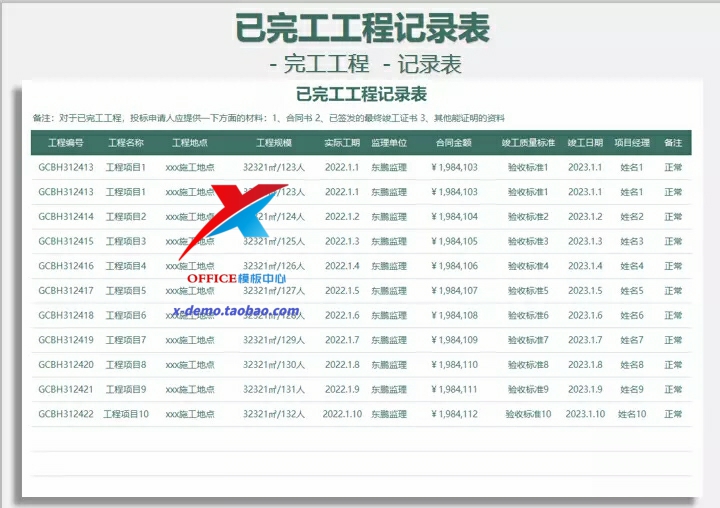 已完工工程记录表
- 完工工程 - 记录表
已完工工程记录表
备注：对于已完工工程，投标申请人应提供一下方面的材料：1、合同书 2、已签发的最终竣工证书 3、其他能证明的资料
工程编号 工程名称 工程地点 工程规模 实际工期 监理单位 合同金额 竣工质量标准 竣工日期 项目经理 备注
GCBH312413 工程项目1 xxx施工地点 32321㎡/123人 2022.1.1 东鹏监理 ¥ 1,984,103 验收标准1 2023.1.1 姓名1 正常
GCBH312413 工程项目1 xxx施工地点 32321㎡/123人 2022.1.1 东鹏监理 ¥ 1,984,103 验收标准1 2023.1.1 姓名1 正常
GCBH312414 工程项目2 xxx施工地点 /124人 2022.1.2 东鹏监理 ¥ 1,984,104 验收标准2 2023.1.2 姓名2 正常
GCBH312415 工程项目3 xxx施工地点 32321㎡/125人 2022.1.3 东鹏监理 ¥ 1,984,105 验收标准3 2023.1.3 姓名3 正常
GCBH312416 工程项目4 xxx施工地点 32321㎡/126人 2022.1.4 东鹏监理 ¥ 1,984,106 验收标准4 2023.1.4 姓名4 正常
OFFICE模板中心
GCBH312417 工程项目5 xxx施工地点 32321㎡/127人 2022.1.5 东鹏监理 ¥ 1,984,107 验收标准5 2023.1.5 姓名5 正常
x-demo.taobao.com
GCBH312418 工程项目6 xxx施工地点 32321㎡/128人 2022.1.6 东鹏监理 ¥ 1,984,108 验收标准6 2023.1.6 姓名6 正常
GCBH312419 工程项目7 xxx施工地点 32321㎡/129人 2022.1.7 东鹏监理 ¥ 1,984,109 验收标准7 2023.1.7 姓名7 正常
GCBH312420 工程项目8 xxx施工地点 32321㎡/130人 2022.1.8 东鹏监理 ¥ 1,984,110 验收标准8 2023.1.8 姓名8 正常
GCBH312421 工程项目9 xxx施工地点 32321㎡/131人 2022.1.9 东鹏监理 ¥ 1,984,111 验收标准9 2023.1.9 姓名9 正常
GCBH312422 工程项目10 xxx施工地点 32321㎡/132人 2022.1.10 东鹏监理 ¥ 1,984,112 验收标准10 2023.1.10 姓名10 正常